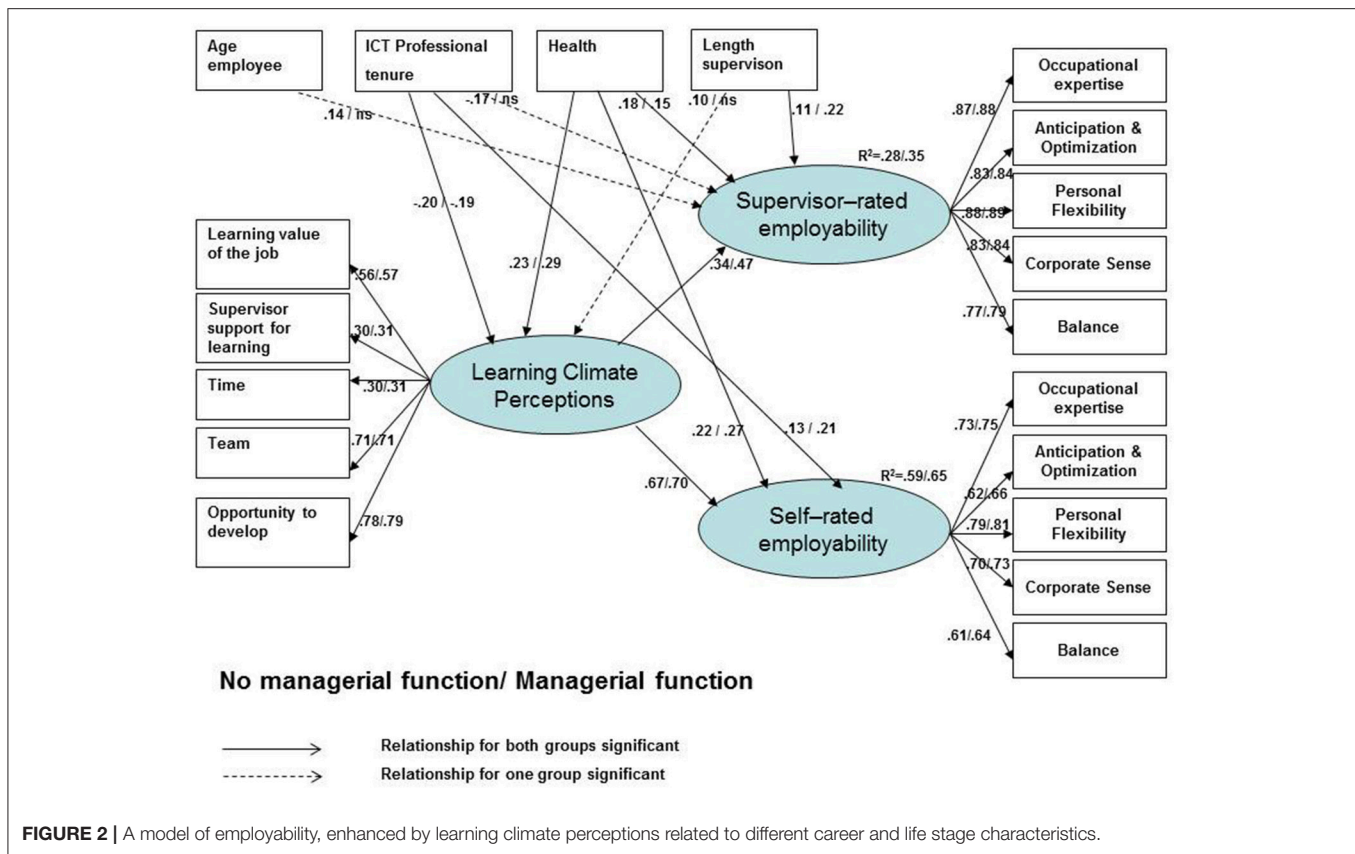 Age
employee
ICT Professional
tenure
Health
Length
supervison
.14 / ns
-.17 / ns
.18 / .15
.10 / ns
.11 / .22
R²=.28/.35
Supervisor–rated
employability
.87/.88
.83/.84
.88/.89
.83/.84
.77/.79
Occupational
expertise
Anticipation &
Optimization
Personal
Flexibility
Corporate Sense
Balance
-.20 / -.19
.23 / .29
.34/.47
Learning value
of the job
Supervisor
support for
learning
Time
Team
Opportunity to
develop
.56/.57
.30/.31
.30/.31
.71/.71
.78/.79
Learning Climate
Perceptions
.22 / .27
.13 / .21
.67/.70
R²=.59/.65
Self–rated
employability
.73/.75
.62/.66
.79/.81
.70/.73
.61/.64
Occupational
expertise
Anticipation &
Optimization
Personal
Flexibility
Corporate Sense
Balance
No managerial function/ Managerial function
Relationship for both groups significant
Relationship for one group significant
FIGURE 2 | A model of employability, enhanced by learning climate perceptions related to different career and life stage characteristics.